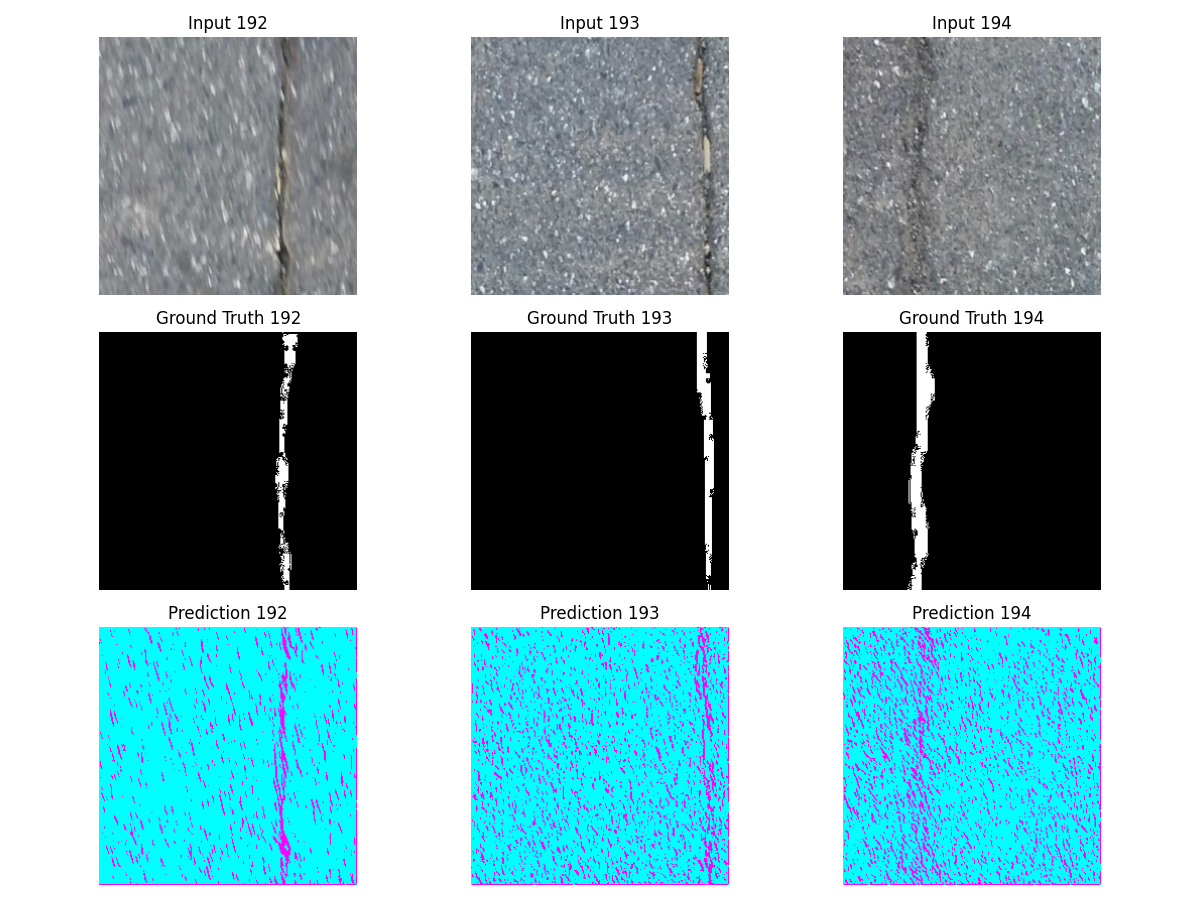 Input 192
Input 193
Input 194
Ground Truth 192
Ground Truth 193
Ground Truth 194
Prediction 192
Prediction 193
Prediction 194